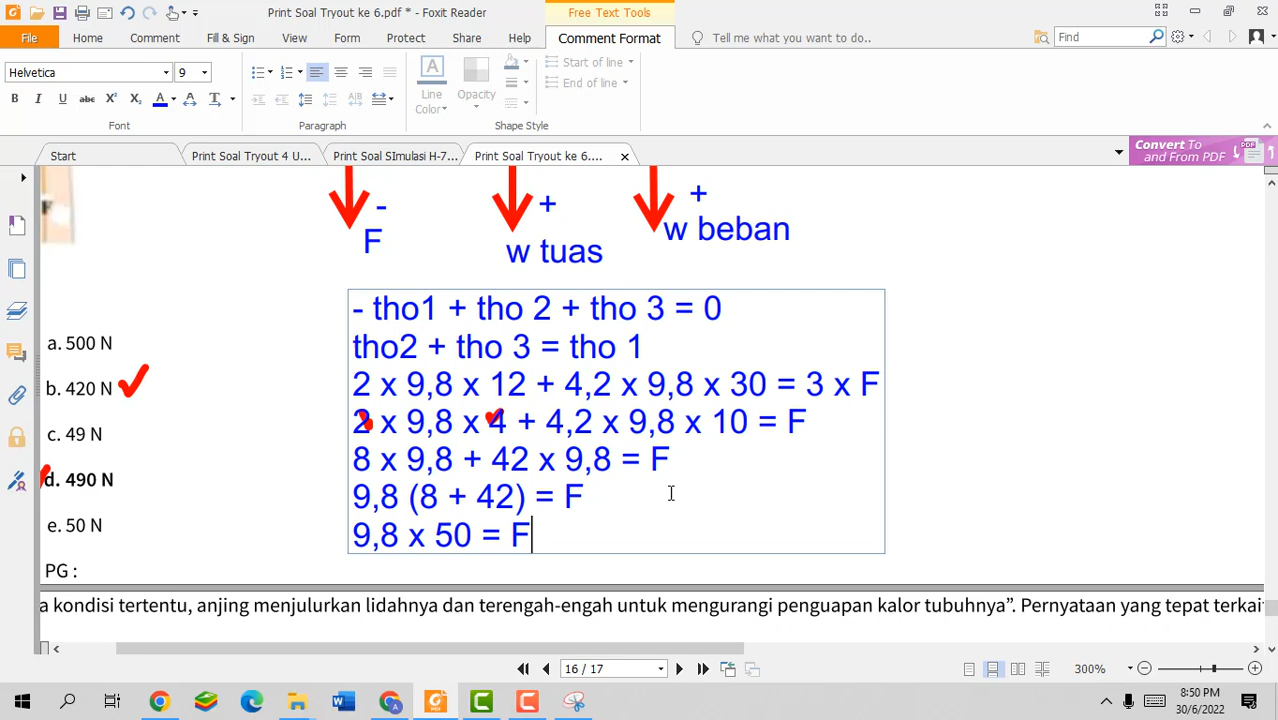 Print Soal Tryout ke 6.pdf * - Foxit Reader
Free Text Tools
File
Home
Comment
Fill & Sign
View
Form
Protect
Share
Help
Comment Format
Tell me what you want to do..
Find
Helvetica
9
Start of line
End of line
Line
Color
Opacity
Font
Paragraph
Shape Style
Start
Print Soal Tryout 4 U...
Print Soal SImulasi H-7...
Print Soal Tryout ke 6....
Convert To
and From PDF
-
F
+
w tuas
+
w beban
- tho1 + tho 2 + tho 3 = 0
tho2 + tho 3 = tho 1
2 x 9,8 x 12 + 4,2 x 9,8 x 30 = 3 x F
2 x 9,8 x 4 + 4,2 x 9,8 x 10 = F
8 x 9,8 + 42 x 9,8 = F
9,8 (8 + 42) = F
9,8 x 50 = F
a. 500 N
b. 420 N
c. 49 N
d. 490 N
e. 50 N
PG :
a kondisi tertentu, anjing menjulurkan lidahnya dan terengah-engah untuk mengurangi penguapan kalor tubuhnya”. Pernyataan yang tepat terkait
16 / 17
300%
8:50 PM
30/6/2022